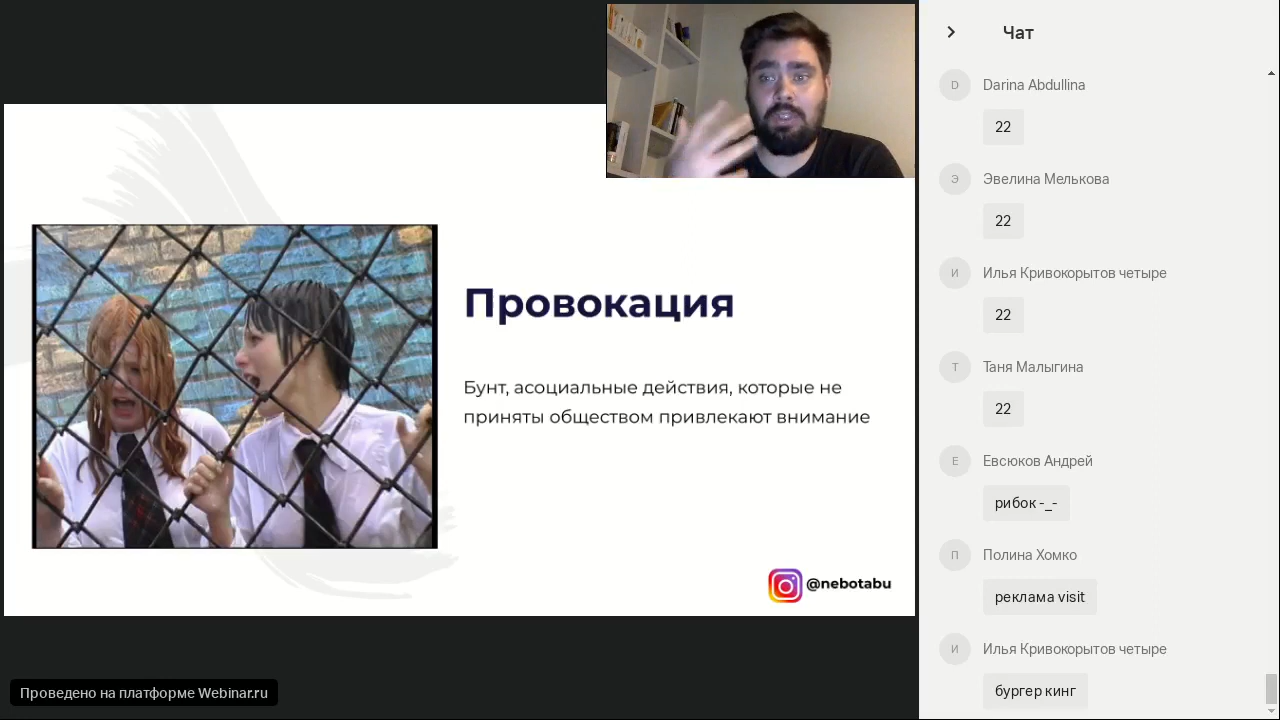 Провокация
Бунт, асоциальные действия, которые не
приняты обществом привлекают внимание
@nebotabu
Проведено на платформе Webinar.ru
Чат
D
Darina Abdullina
22
Э
Эвелина Мелькова
22
И
Илья Кривокорытов четыре
22
Т
Таня Малыгина
22
Е
Евсюков Андрей
рибок -_-
П
Полина Хомко
реклама visit
И
Илья Кривокорытов четыре
бургер кинг